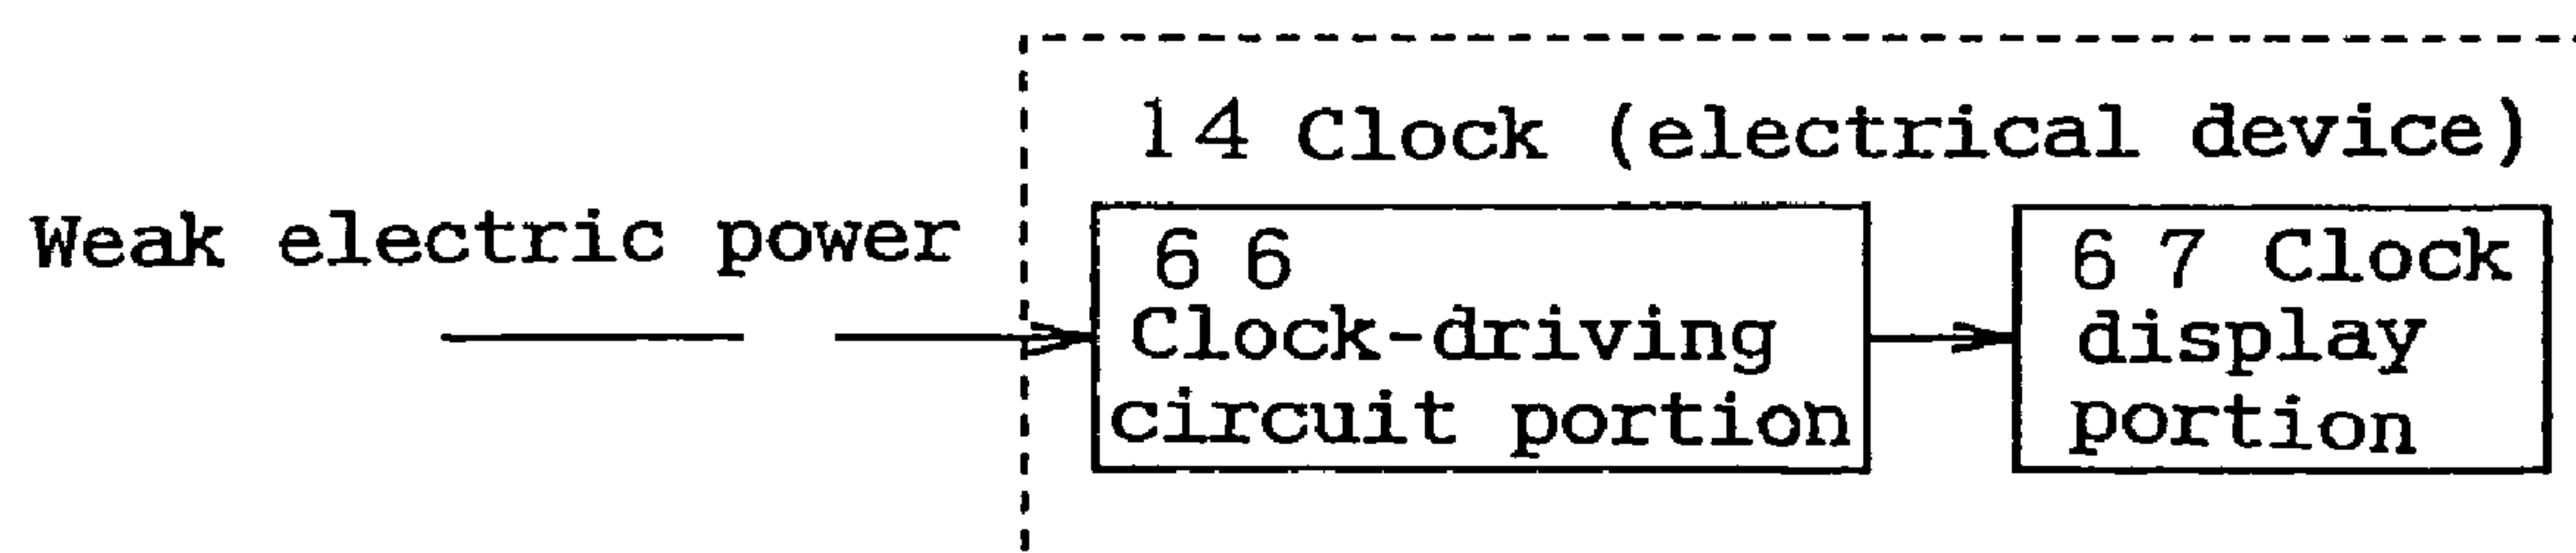 14 Clock (electrical device)
Weak electric power
66
Clock-driving
circuit portion
67 Clock
display
portion